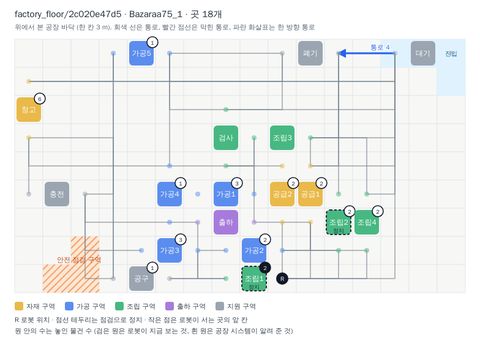 factory_floor/2c020e47d5 · Bazaraa75_1 · 곳 18개
위에서 본 공장 바닥 (한 칸 3 m). 회색 선은 통로, 빨간 점선은 막힌 통로, 파란 화살표는 한 방향 통로
가공5 1 폐기 통로 4 대기 진입
창고 6
검사 조립3
충전 가공4 1 가공1 3 공급2 2 공급1 2
출하 조립2 2 정지 조립4 2
안전 점검 구역 가공3 3 가공2 2
공구 1 조립1 2 정지 R
자재 구역 가공 구역 조립 구역 출하 구역 지원 구역
R 로봇 위치 · 점선 테두리는 점검으로 정지 · 작은 점은 로봇이 서는 곳의 앞 칸
원 안의 수는 놓인 물건 수 (검은 원은 로봇이 지금 보는 것, 흰 원은 공장 시스템이 알려 준 것)